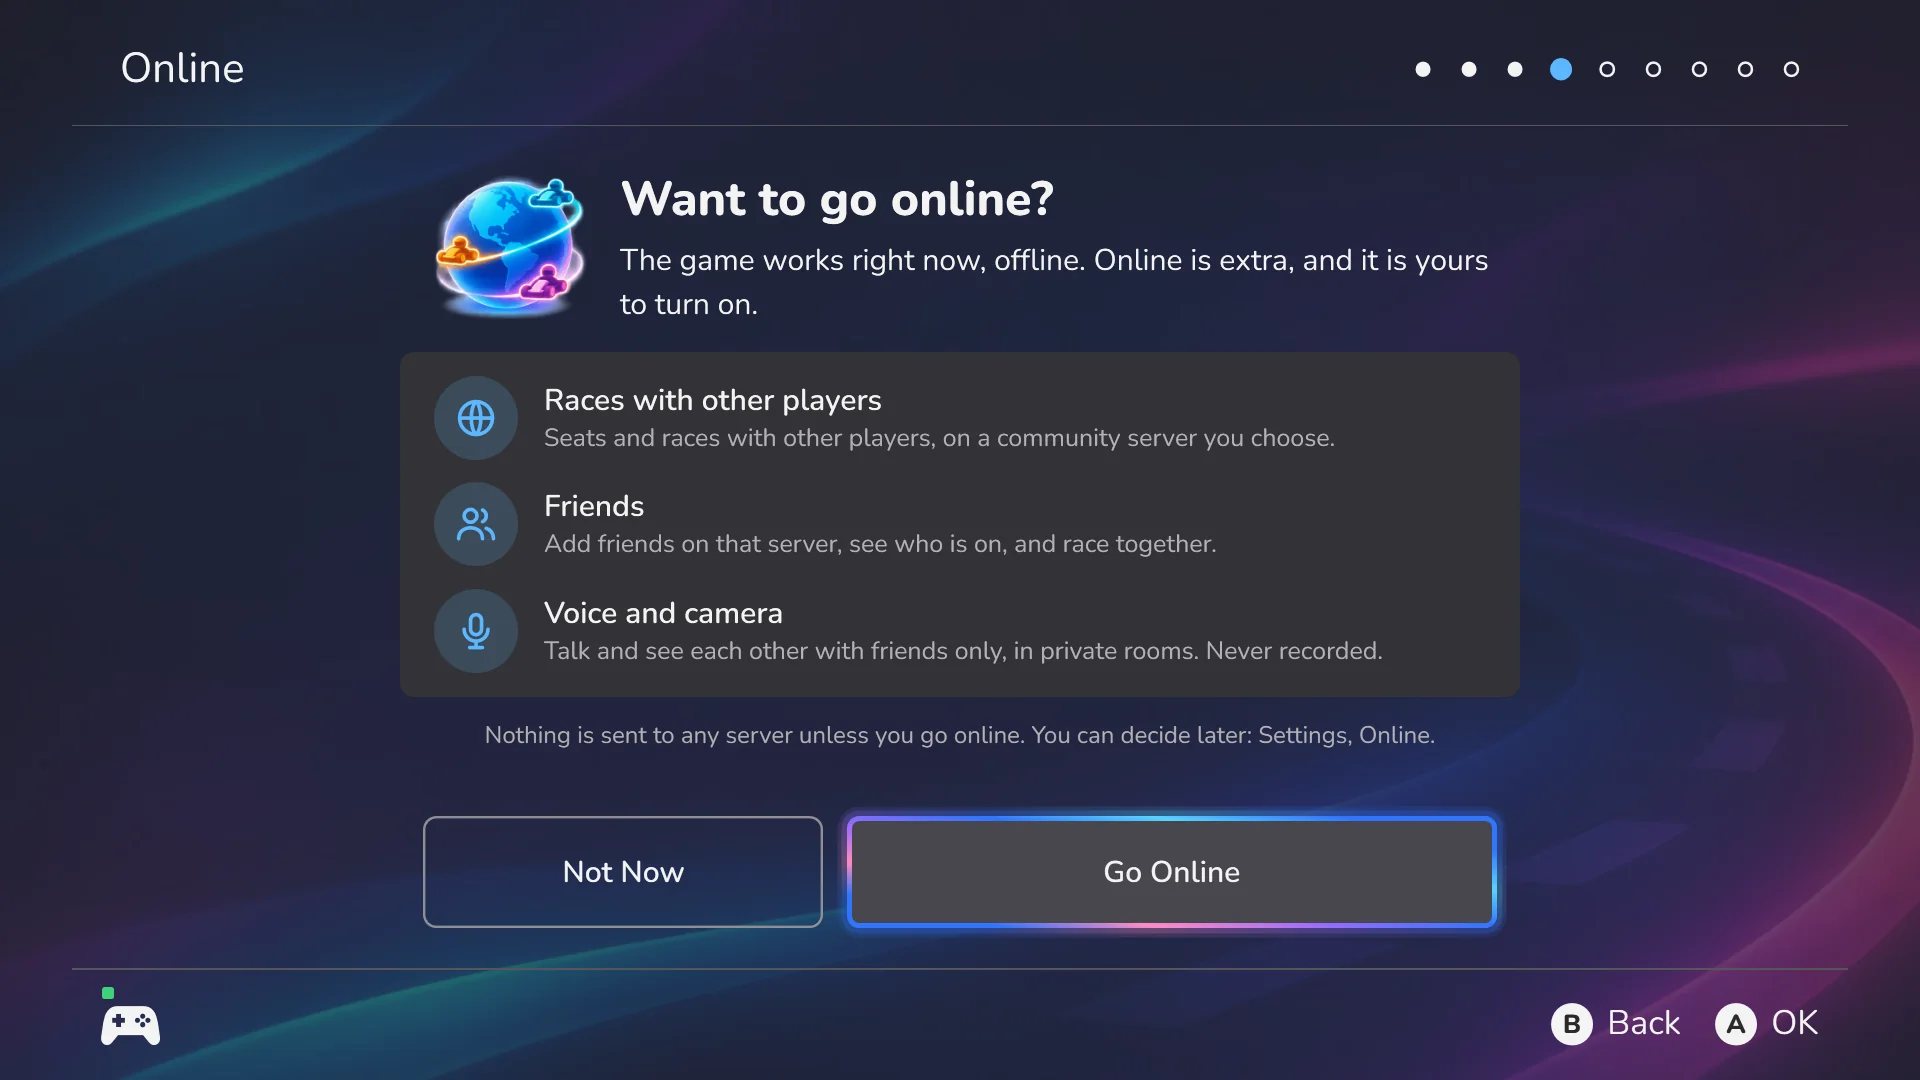 Online
Want to go online?
The game works right now, offline. Online is extra, and it is yours
to turn on.
Races with other players
Seats and races with other players, on a community server you choose.
Friends
Add friends on that server, see who is on, and race together.
Voice and camera
Talk and see each other with friends only, in private rooms. Never recorded.
Nothing is sent to any server unless you go online. You can decide later: Settings, Online.
Not Now
Go Online
B Back
A OK